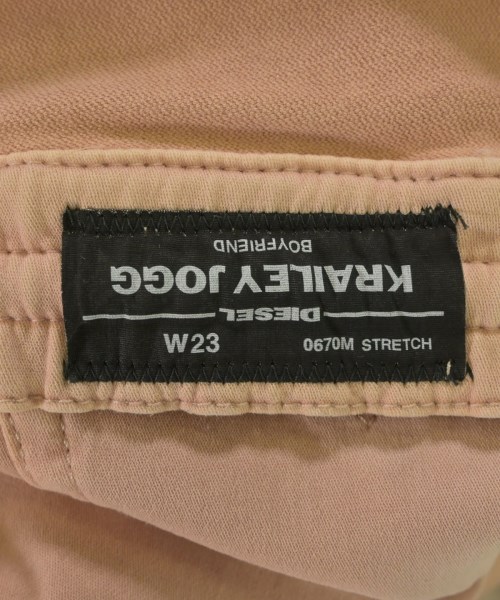 BOYFRIEND
KRAILEY JOGG
DIESEL
W23 0670M STRETCH